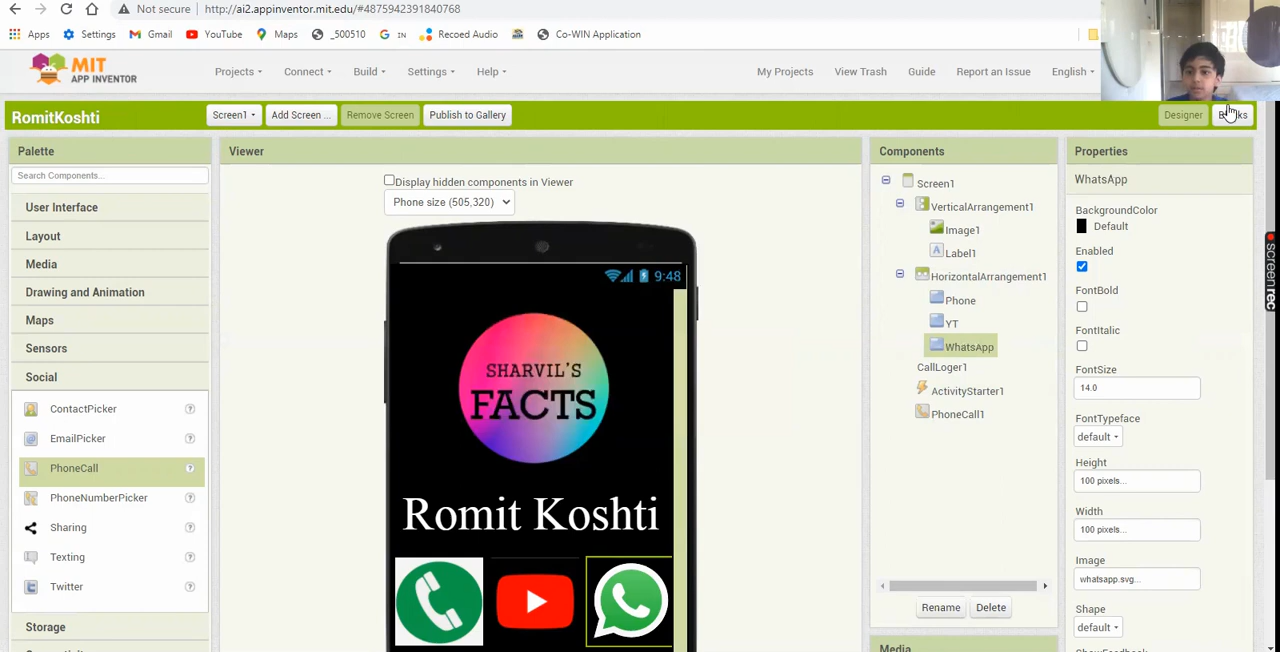 Not secure http://ai2.appinventor.mit.edu/#4875942391840768
Apps Settings Gmail YouTube Maps _500510 IN Recoed Audio Co-WIN Application
MIT
APP INVENTOR
Projects Connect Build Settings Help My Projects View Trash Guide Report an Issue English
RomitKoshti Screen1 Add Screen ... Remove Screen Publish to Gallery Designer
Palette Viewer Components Properties
Search Components...
User Interface
Layout
Media
Drawing and Animation
Maps
Sensors
Social
ContactPicker
EmailPicker
PhoneCall
PhoneNumberPicker
Sharing
Texting
Twitter
Storage
Display hidden components in Viewer
Phone size (505,320)
9:48
SHARVIL'S
FACTS
Romit Koshti
Screen1
VerticalArrangement1
Image1
A Label1
HorizontalArrangement1
Phone
YT
WhatsApp
CallLoger1
ActivityStarter1
PhoneCall1
Rename Delete
Media
WhatsApp
BackgroundColor
Default
Enabled
FontBold
FontItalic
FontSize
14.0
FontTypeface
default
Height
100 pixels...
Width
100 pixels...
Image
whatsapp.svg...
Shape
default
ShowFeedback
screenrec